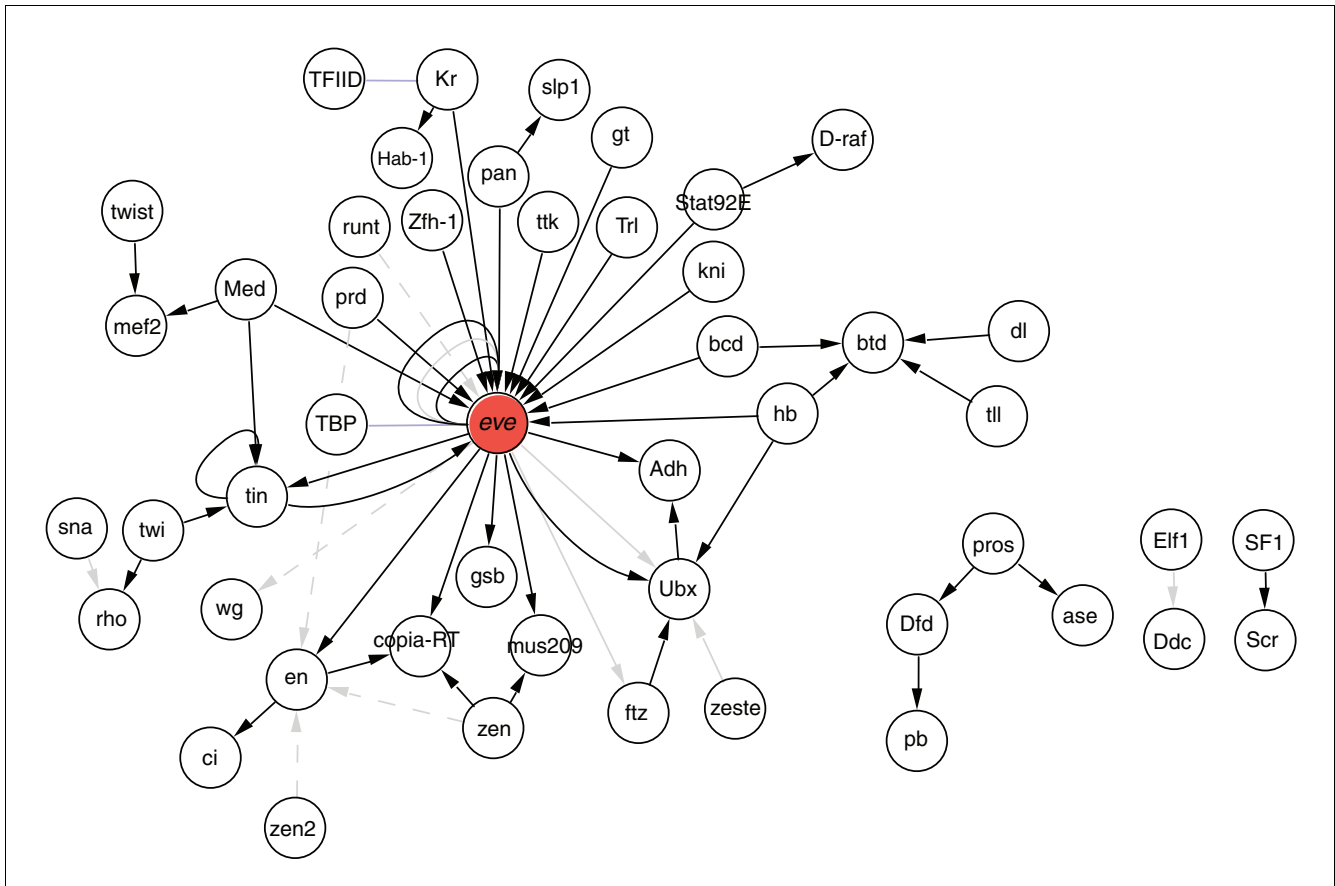 TFIID
Kr
slp1
gt
D-raf
Hab-1
pan
Stat92E
twist
runt
Zfh-1
ttk
Trl
kni
Med
prd
mef2
bcd
btd
dl
TBP
eve
hb
tll
Adh
tin
sna
twi
pros
Elf1
SF1
gsb
Ubx
wg
rho
Dfd
ase
copia-RT
mus209
Ddc
Scr
en
ftz
zeste
zen
pb
ci
zen2